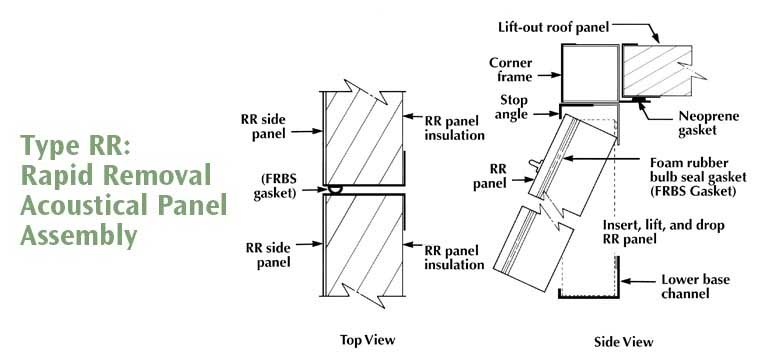 Type RR:
Rapid Removal
Acoustical Panel
Assembly
RR side
panel
RR panel
insulation
(FRBS
gasket)
RR side
panel
RR panel
insulation
Top View
Lift-out roof panel
Corner
frame
Stop
angle
Neoprene
gasket
RR
panel
Foam rubber
bulb seal gasket
(FRBS Gasket)
Insert, lift, and drop
RR panel
Lower base
channel
Side View